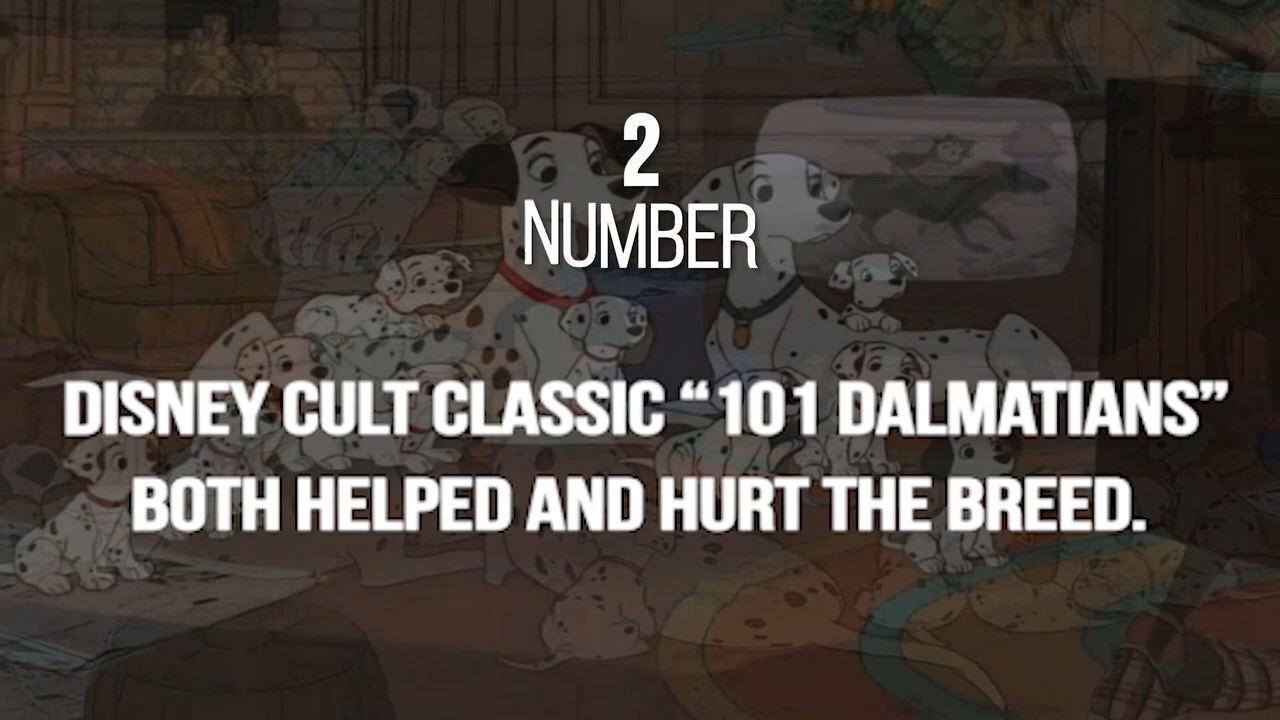 2
NUMBER
DISNEY CULT CLASSIC “101 DALMATIANS”
BOTH HELPED AND HURT THE BREED.